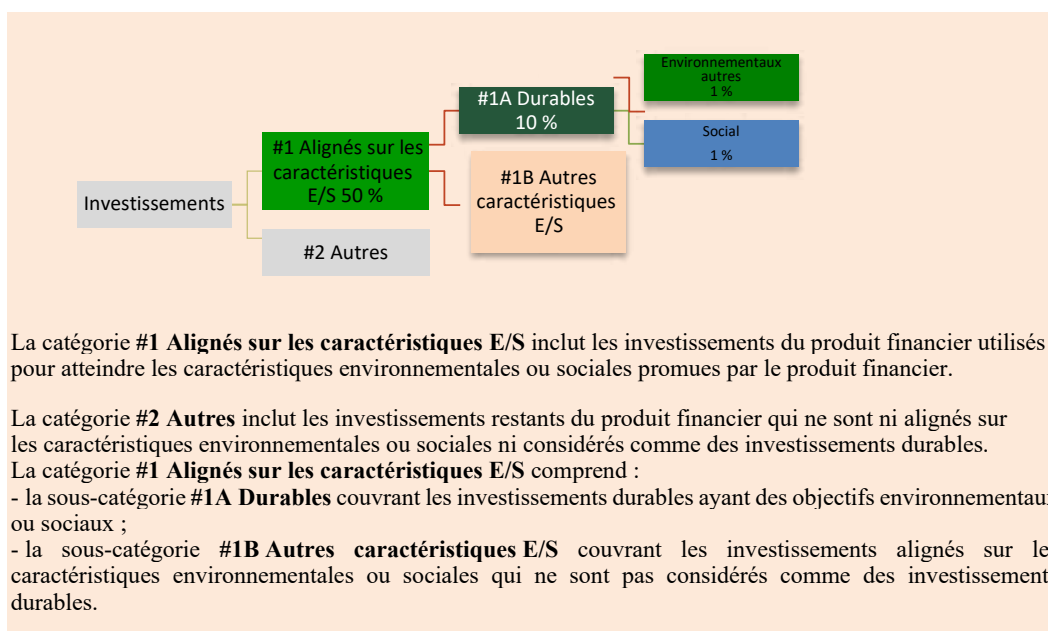 Environnementaux
autres
1 %
#1A Durables
10 %
Social
1 %
#1 Alignés sur les
caractéristiques
E/S 50 %
#1B Autres
caractéristiques
E/S
Investissements
#2 Autres
La catégorie #1 Alignés sur les caractéristiques E/S inclut les investissements du produit financier utilisés
pour atteindre les caractéristiques environnementales ou sociales promues par le produit financier.
La catégorie #2 Autres inclut les investissements restants du produit financier qui ne sont ni alignés sur
les caractéristiques environnementales ou sociales ni considérés comme des investissements durables.
La catégorie #1 Alignés sur les caractéristiques E/S comprend :
- la sous-catégorie #1A Durables couvrant les investissements durables ayant des objectifs environnementaux
ou sociaux ;
- la sous-catégorie #1B Autres caractéristiques E/S couvrant les investissements alignés sur le
caractéristiques environnementales ou sociales qui ne sont pas considérés comme des investissement
durables.